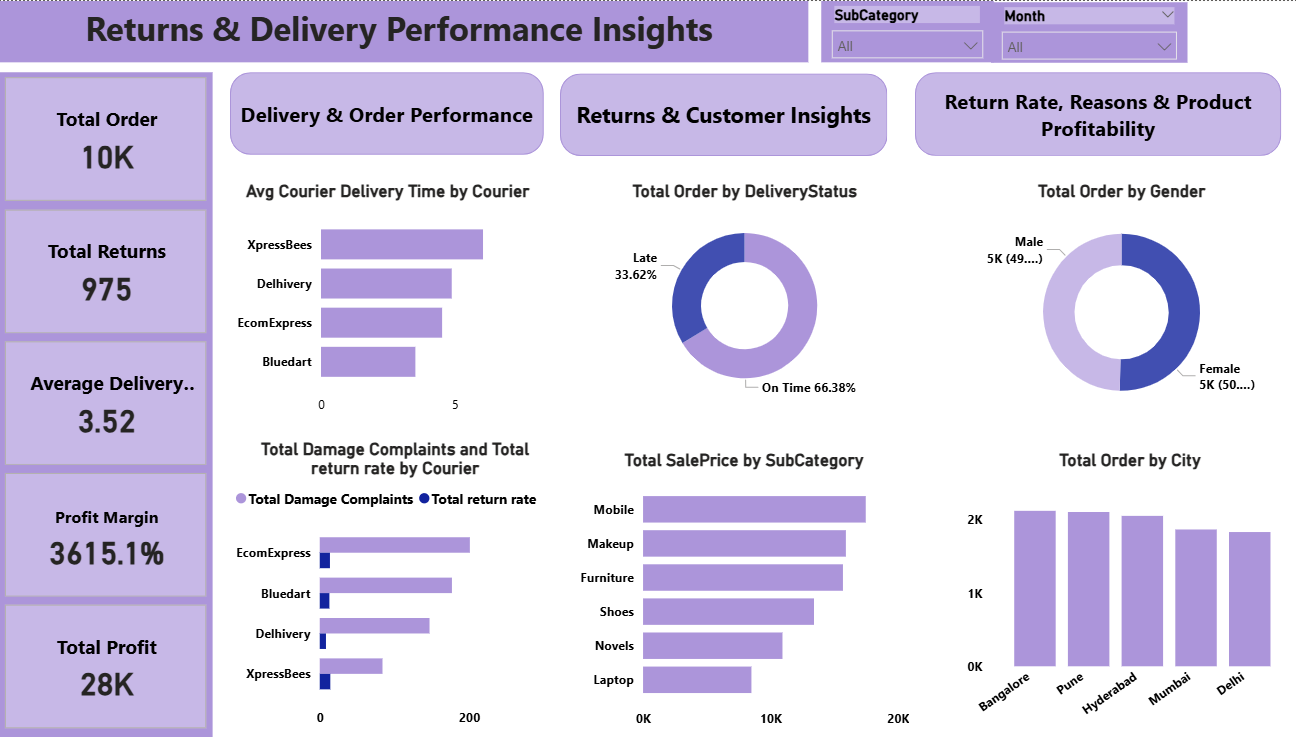 Returns & Delivery Performance Insights
SubCategory
All
Month
All
Total Order
10K
Total Returns
975
Average Delivery..
3.52
Profit Margin
3615.1%
Total Profit
28K
Delivery & Order Performance
Avg Courier Delivery Time by Courier
XpressBees
Delhivery
EcomExpress
Bluedart
0 5
Total Damage Complaints and Total
return rate by Courier
Total Damage Complaints Total return rate
EcomExpress
Bluedart
Delhivery
XpressBees
0 200
Returns & Customer Insights
Total Order by DeliveryStatus
Late
33.62%
On Time 66.38%
Total SalePrice by SubCategory
Mobile
Makeup
Furniture
Shoes
Novels
Laptop
0K 10K 20K
Return Rate, Reasons & Product
Profitability
Total Order by Gender
Male
5K (49....)
Female
5K (50....)
Total Order by City
2K
1K
0K
Bangalore Pune Hyderabad Mumbai Delhi